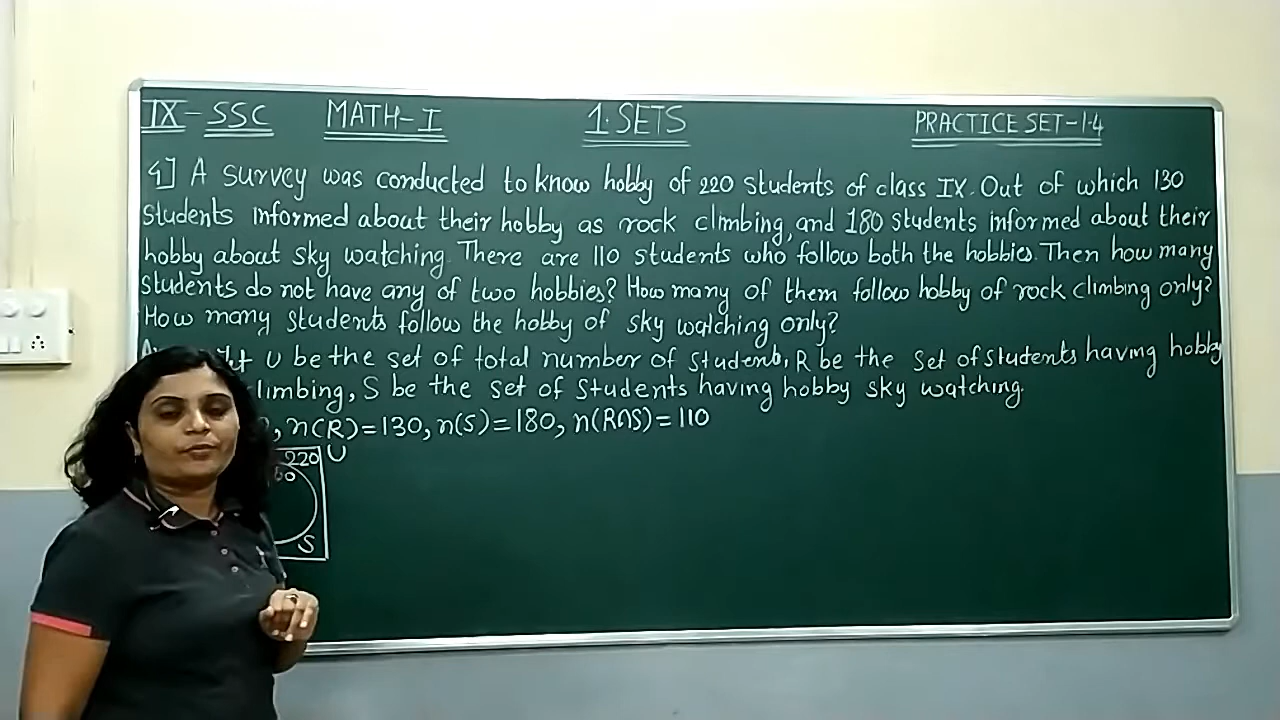 IX-SSC MATH-I 1.SETS PRACTICE SET-1.4
4] A survey was conducted to know hobby of 220 students of class IX. Out of which 130
students informed about their hobby as rock climbing, and 180 students informed about their
hobby about sky watching. There are 110 students who follow both the hobbies. Then how many
students do not have any of two hobbies? How many of them follow hobby of rock climbing only?
How many students follow the hobby of sky watching only?
U be the set of total number of students, R be the set of students having hobby
limbing, S be the set of students having hobby sky watching.
, n(R)=130, n(S)=180, n(R∩S)=110
220 U
S